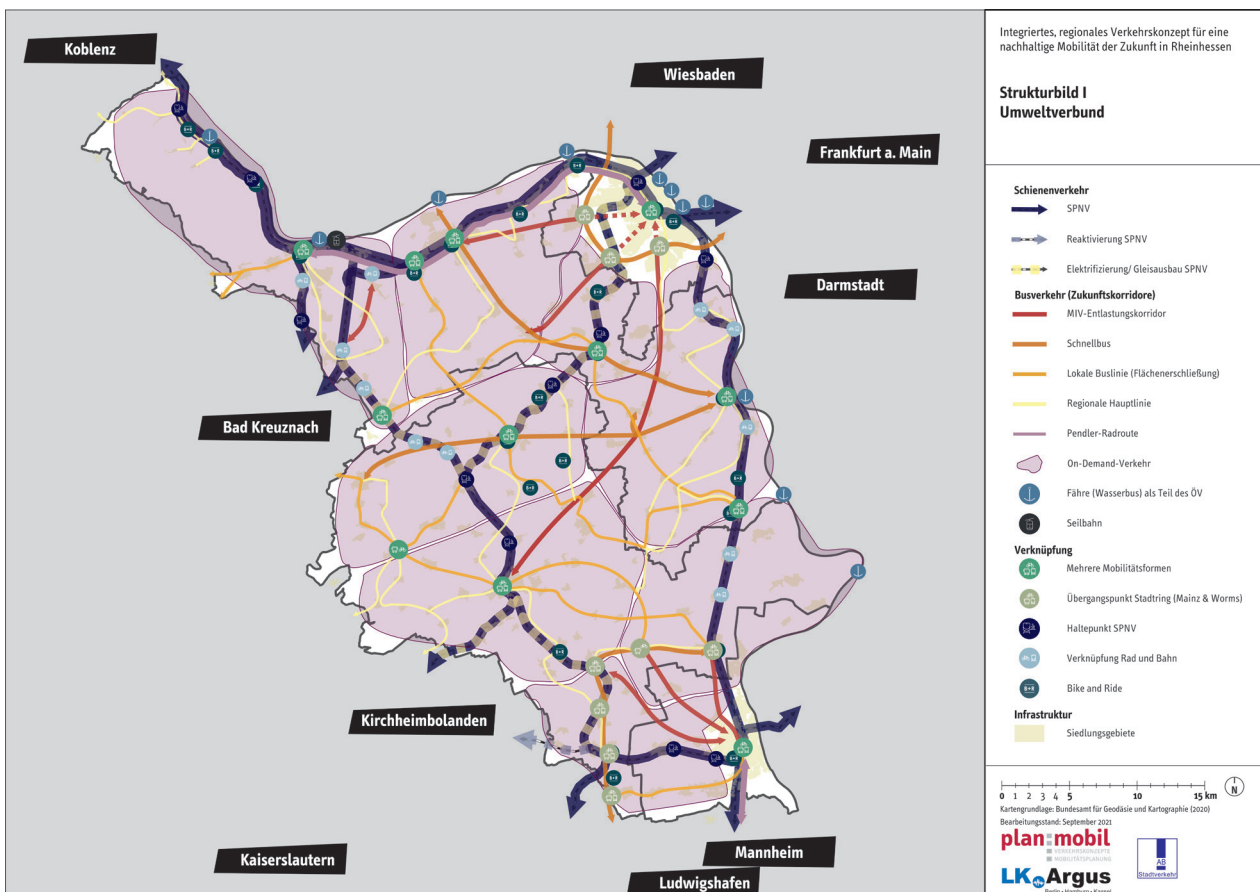 Koblenz
Wiesbaden
Frankfurt a. Main
Darmstadt
Bad Kreuznach
Kirchheimbolanden
Kaiserslautern
Mannheim
Ludwigshafen
Integriertes, regionales Verkehrskonzept für eine
nachhaltige Mobilität der Zukunft in Rheinhessen
Strukturbild I
Umweltverbund
Schienenverkehr
SPNV
Reaktivierung SPNV
Elektrifizierung/ Gleisausbau SPNV
Busverkehr (Zukunftskorridore)
MIV-Entlastungskorridor
Schnellbus
Lokale Buslinie (Flächenerschließung)
Regionale Hauptlinie
Pendler-Radroute
On-Demand-Verkehr
Fähre (Wasserbus) als Teil des ÖV
Seilbahn
Verknüpfung
Mehrere Mobilitätsformen
Übergangspunkt Stadtring (Mainz & Worms)
Haltepunkt SPNV
Verknüpfung Rad und Bahn
B+R Bike and Ride
Infrastruktur
Siedlungsgebiete
0 1 2 3 4 5 10 15 km
N
Kartengrundlage: Bundesamt für Geodäsie und Kartographie (2020)
Bearbeitungsstand: September 2021
plan:mobil
VERKEHRSKONZEPTE
MOBILITÄTSPLANUNG
AB
Stadtverkehr
LK Argus
Berlin • Hamburg • Kassel